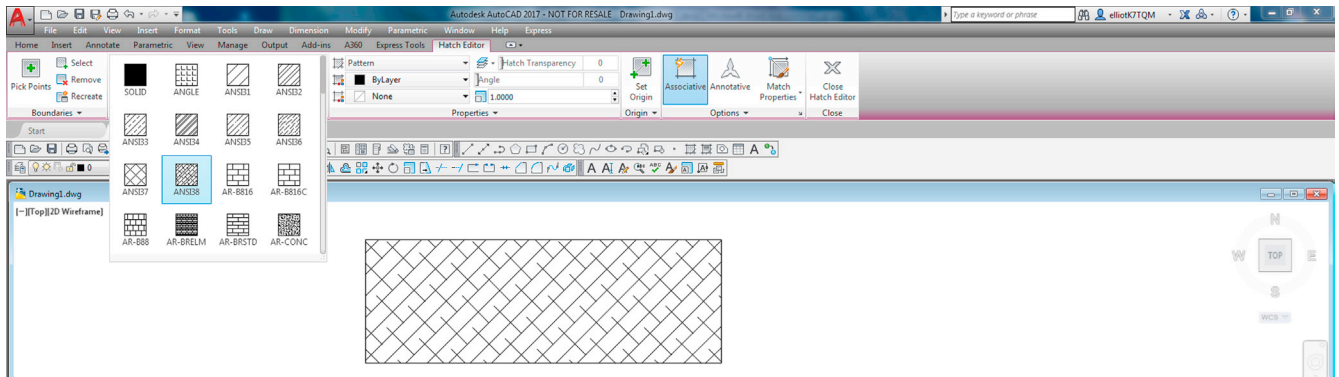 Autodesk AutoCAD 2017 - NOT FOR RESALE Drawing1.dwg
Type a keyword or phrase
elliotK7TQM
File Edit View Insert Format Tools Draw Dimension Modify Parametric Window Help Express
Home Insert Annotate Parametric View Manage Output Add-ins A360 Express Tools Hatch Editor
Pick Points
Select
Remove
Recreate
Boundaries
SOLID ANGLE ANSI31 ANSI32
ANSI33 ANSI34 ANSI35 ANSI36
ANSI37 ANSI38 AR-B816 AR-B816C
AR-B88 AR-BRELM AR-BRSTD AR-CONC
Pattern
ByLayer
None
Hatch Transparency 0
Angle 0
1.0000
Properties
Set Origin
Origin
Associative
Annotative
Match Properties
Options
Close Hatch Editor
Close
Start
0
Drawing1.dwg
[−][Top][2D Wireframe]
N
W TOP E
S
WCS